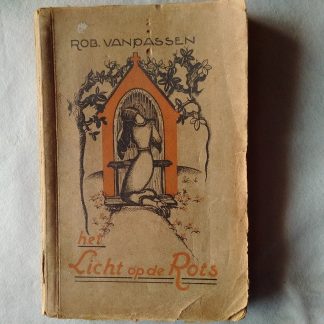 ROB. VAN PASSEN
het
Licht op de Rots